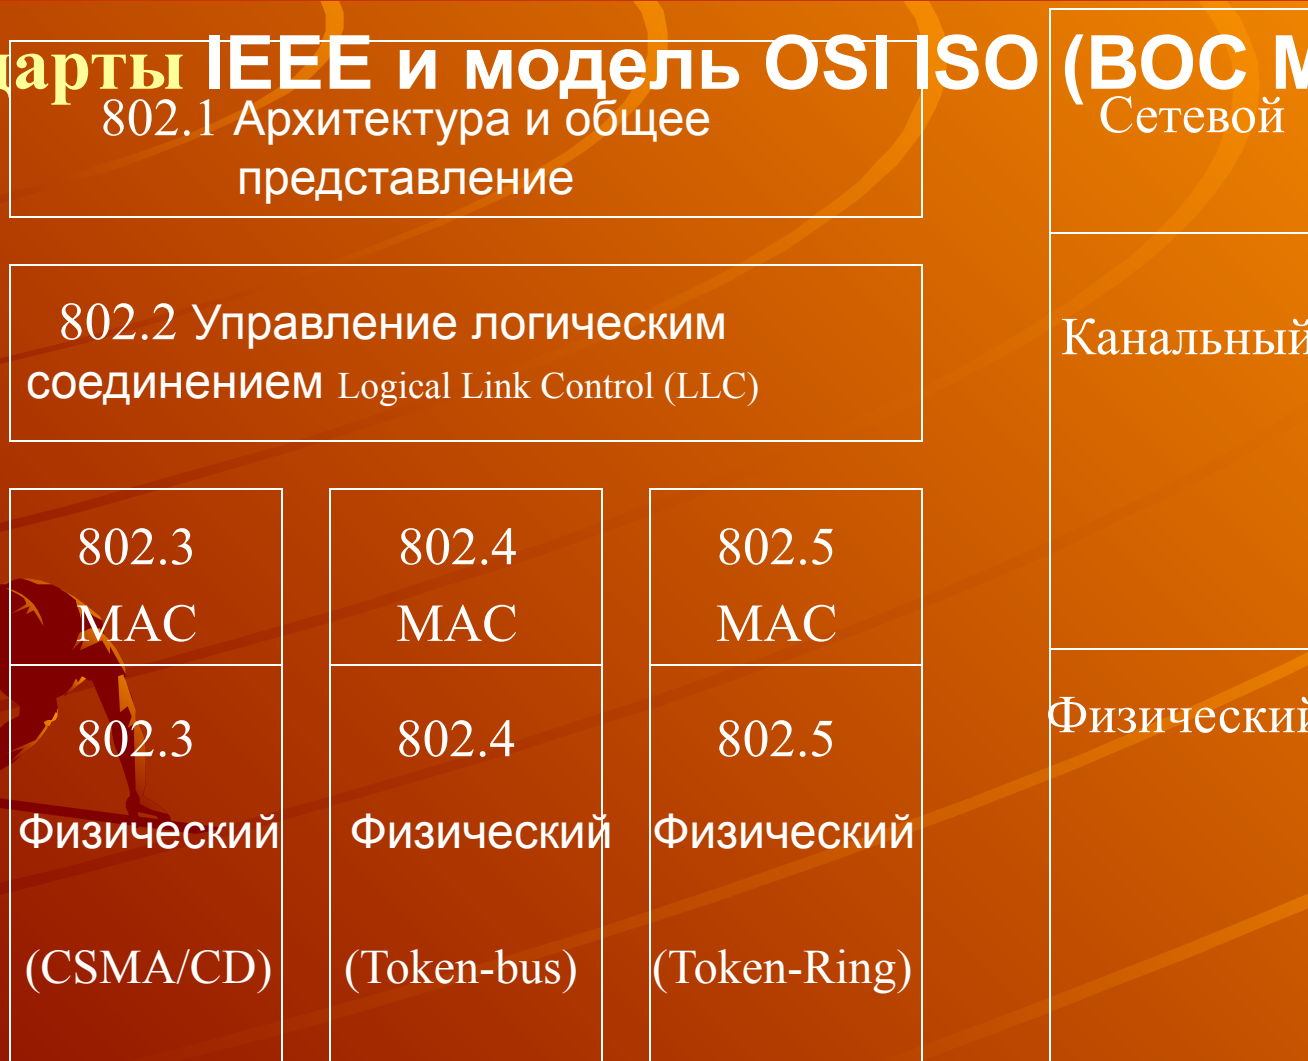 дарты IEEE и модель OSI ISO (ВОС М
802.1 Архитектура и общее
представление
Сетевой
802.2 Управление логическим
соединением Logical Link Control (LLC)
Канальный
802.3
MAC
802.4
MAC
802.5
MAC
802.3
Физический
(CSMA/CD)
802.4
Физический
(Token-bus)
802.5
Физический
(Token-Ring)
Физический